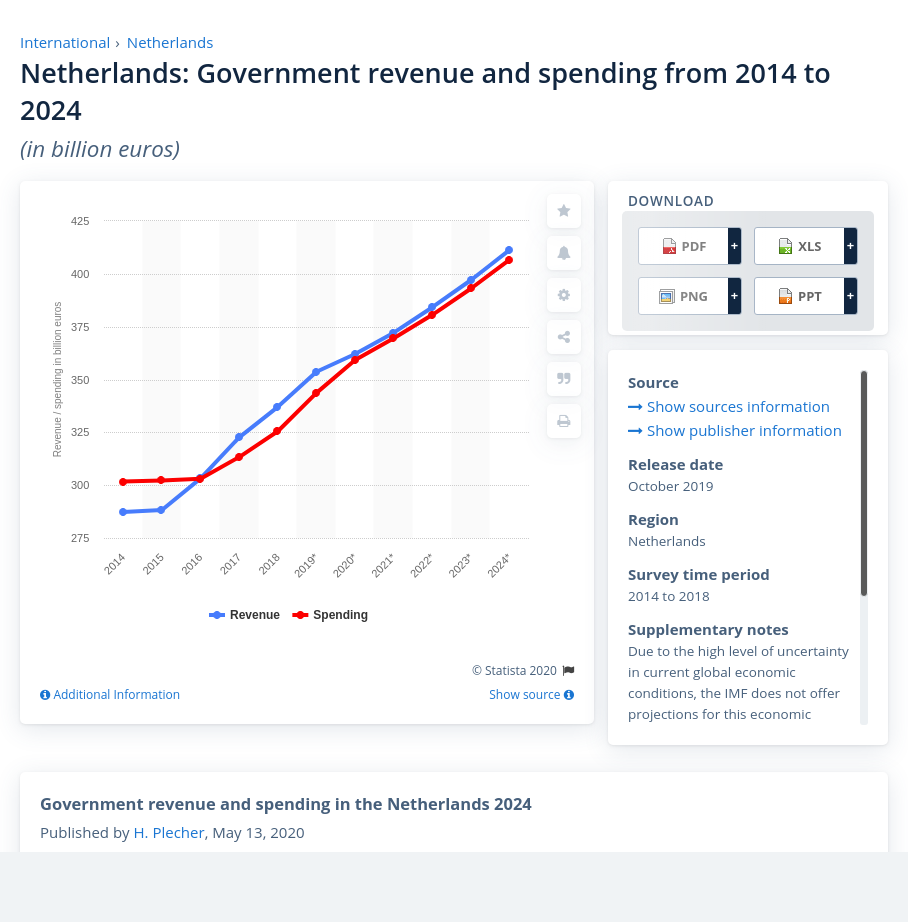 International › Netherlands
Netherlands: Government revenue and spending from 2014 to
2024
(in billion euros)
Revenue / spending in billion euros
425
400
375
350
325
300
275
2014
2015
2016
2017
2018
2019*
2020*
2021*
2022*
2023*
2024*
Revenue
Spending
© Statista 2020
Additional Information
Show source
DOWNLOAD
PDF +
XLS +
PNG +
PPT +
Source
Show sources information
Show publisher information
Release date
October 2019
Region
Netherlands
Survey time period
2014 to 2018
Supplementary notes
Due to the high level of uncertainty
in current global economic
conditions, the IMF does not offer
projections for this economic
Government revenue and spending in the Netherlands 2024
Published by H. Plecher, May 13, 2020